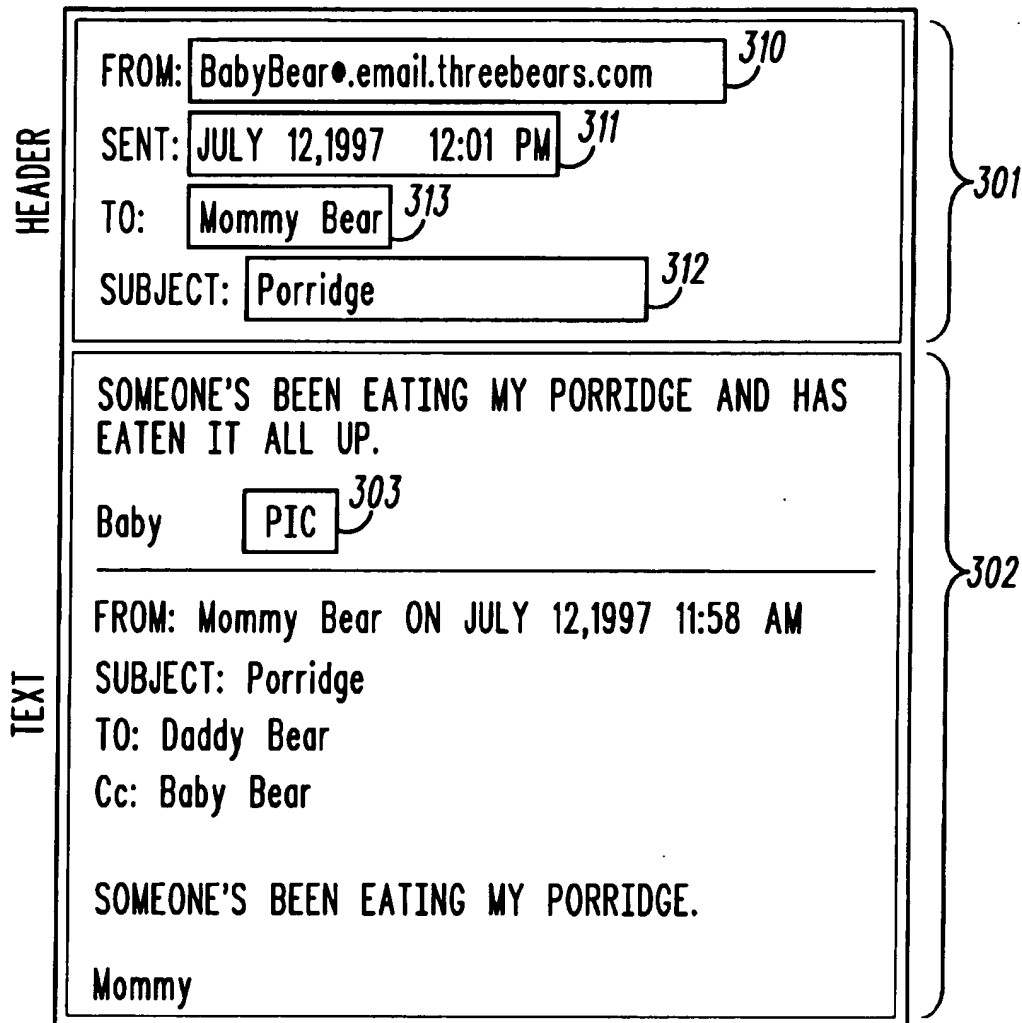 HEADER
FROM: BabyBear●.email.threebears.com 310
SENT: JULY 12,1997 12:01 PM 311
TO: Mommy Bear 313
SUBJECT: Porridge 312
301
TEXT
SOMEONE'S BEEN EATING MY PORRIDGE AND HAS
EATEN IT ALL UP.
Baby PIC 303
302
FROM: Mommy Bear ON JULY 12,1997 11:58 AM
SUBJECT: Porridge
TO: Daddy Bear
Cc: Baby Bear
SOMEONE'S BEEN EATING MY PORRIDGE.
Mommy